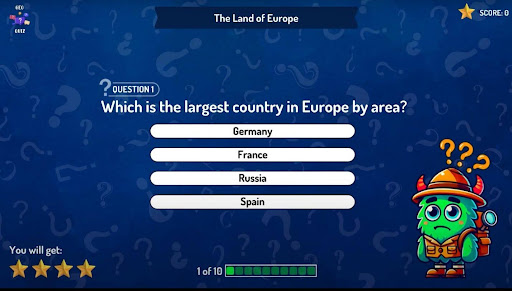 GEO
QUIZ
The Land of Europe
SCORE: 0
QUESTION 1
Which is the largest country in Europe by area?
Germany
France
Russia
Spain
You will get:
1 of 10